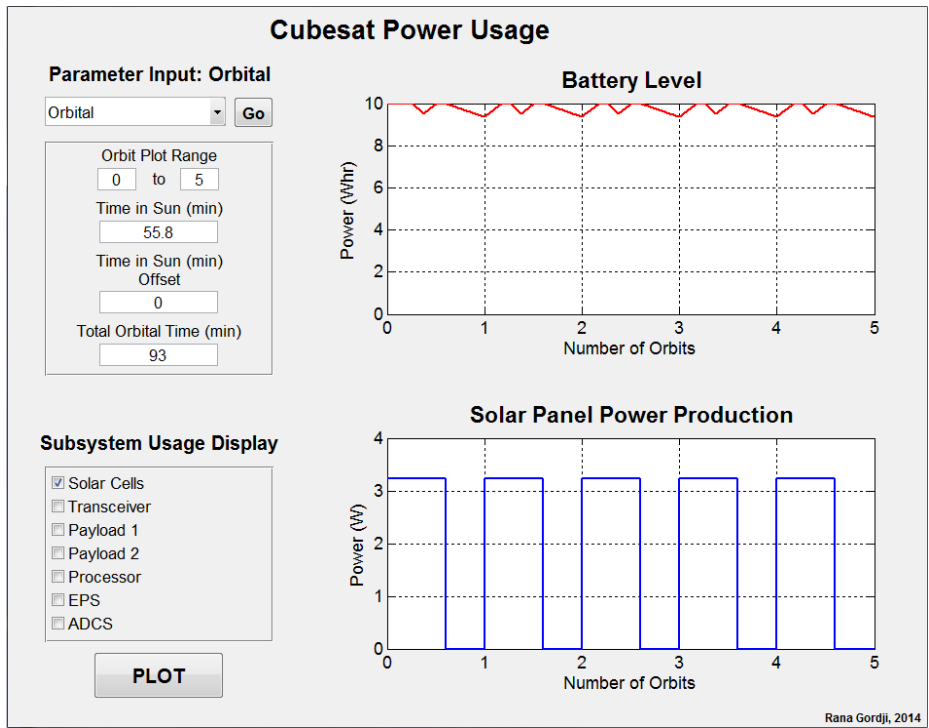 Cubesat Power Usage
Parameter Input: Orbital
Orbital
Go
Orbit Plot Range
0 to 5
Time in Sun (min)
55.8
Time in Sun (min)
Offset
0
Total Orbital Time (min)
93
Subsystem Usage Display
Solar Cells
Transceiver
Payload 1
Payload 2
Processor
EPS
ADCS
PLOT
Battery Level
Power (Whr)
10
8
6
4
2
0
0 1 2 3 4 5
Number of Orbits
Solar Panel Power Production
Power (W)
4
3
2
1
0
0 1 2 3 4 5
Number of Orbits
Rana Gordji, 2014